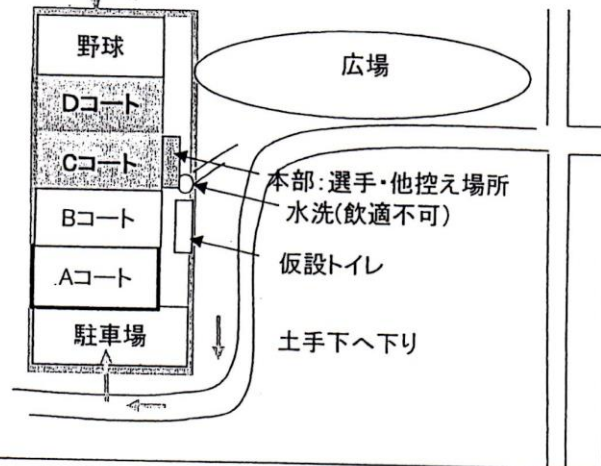 野球
広場
Dコート
Cコート
本部:選手・他控え場所
水洗(飲適不可)
Bコート
仮設トイレ
Aコート
駐車場
土手下へ下り